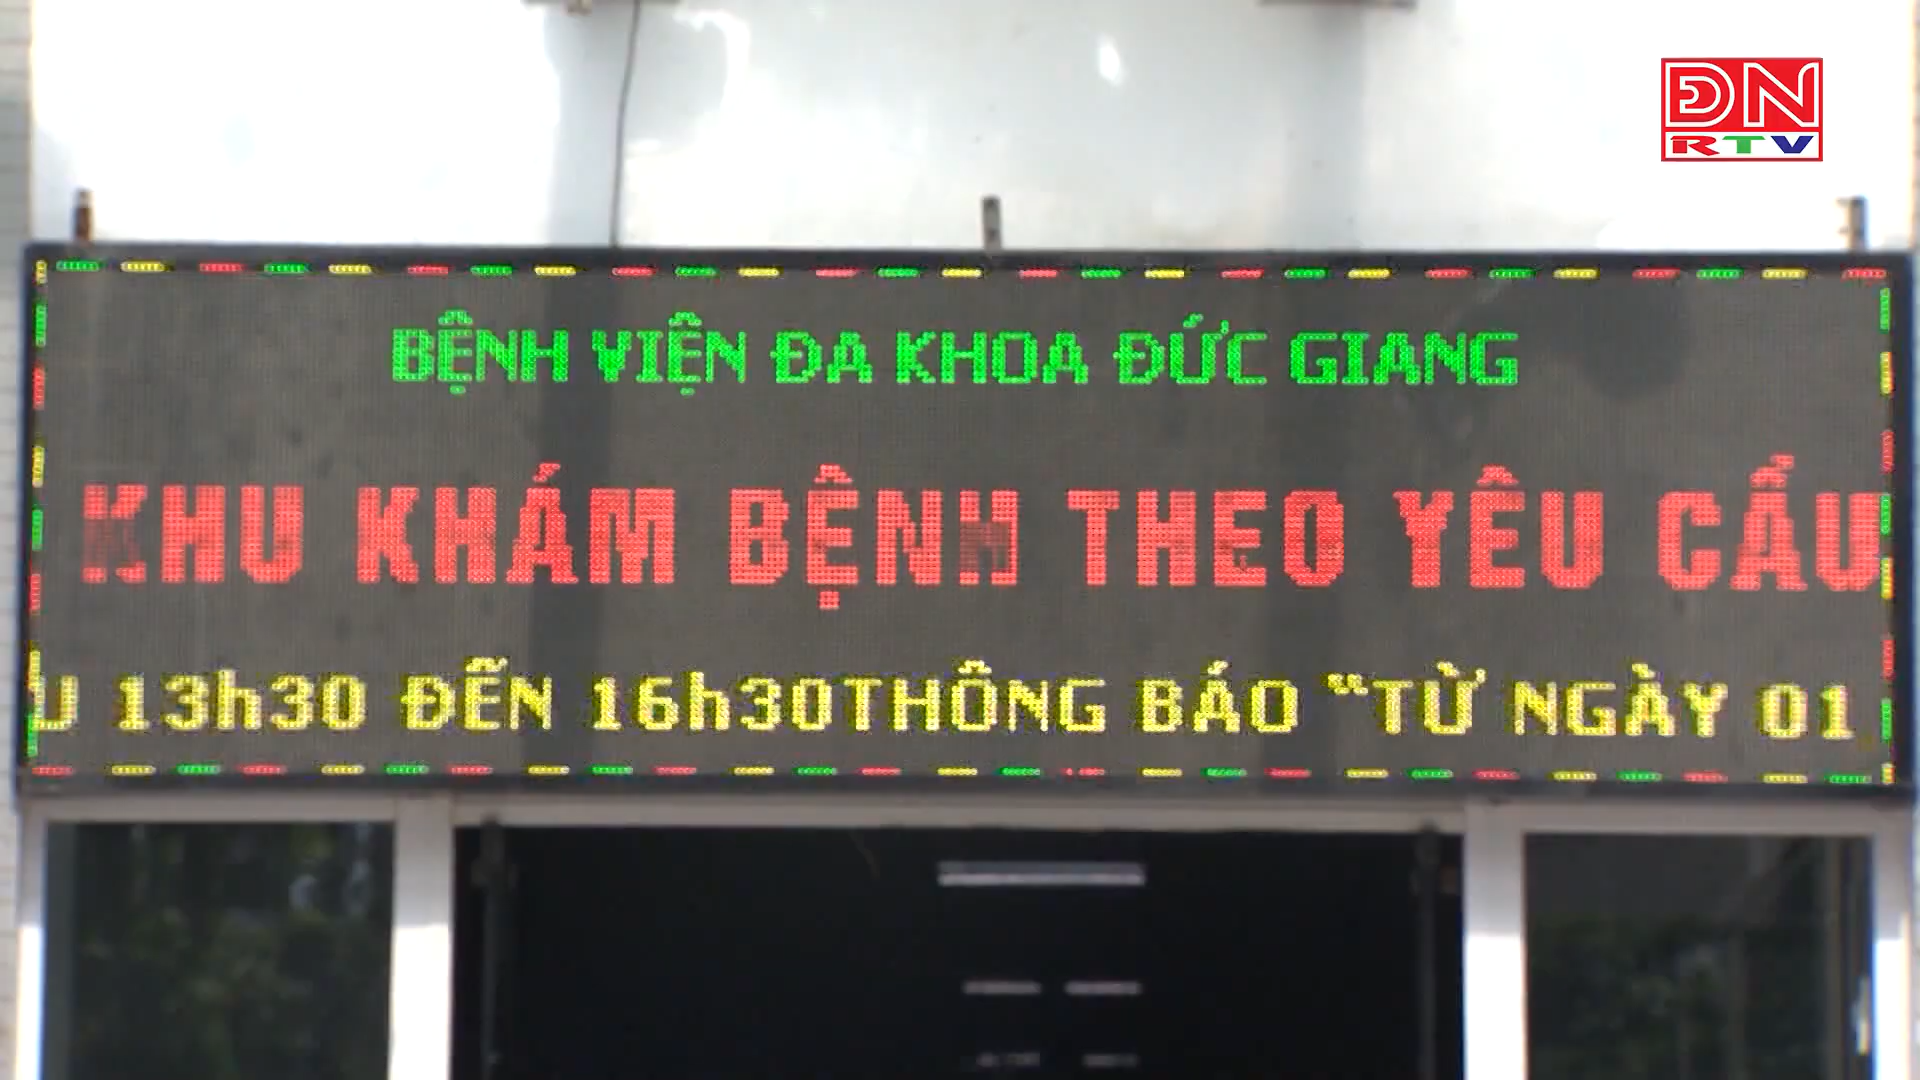 ĐN
RTV
BỆNH VIỆN ĐA KHOA ĐỨC GIANG
KHU KHÁM BỆNH THEO YÊU CẦU
U 13h30 ĐẾN 16h30THÔNG BÁO "TỪ NGÀY 01